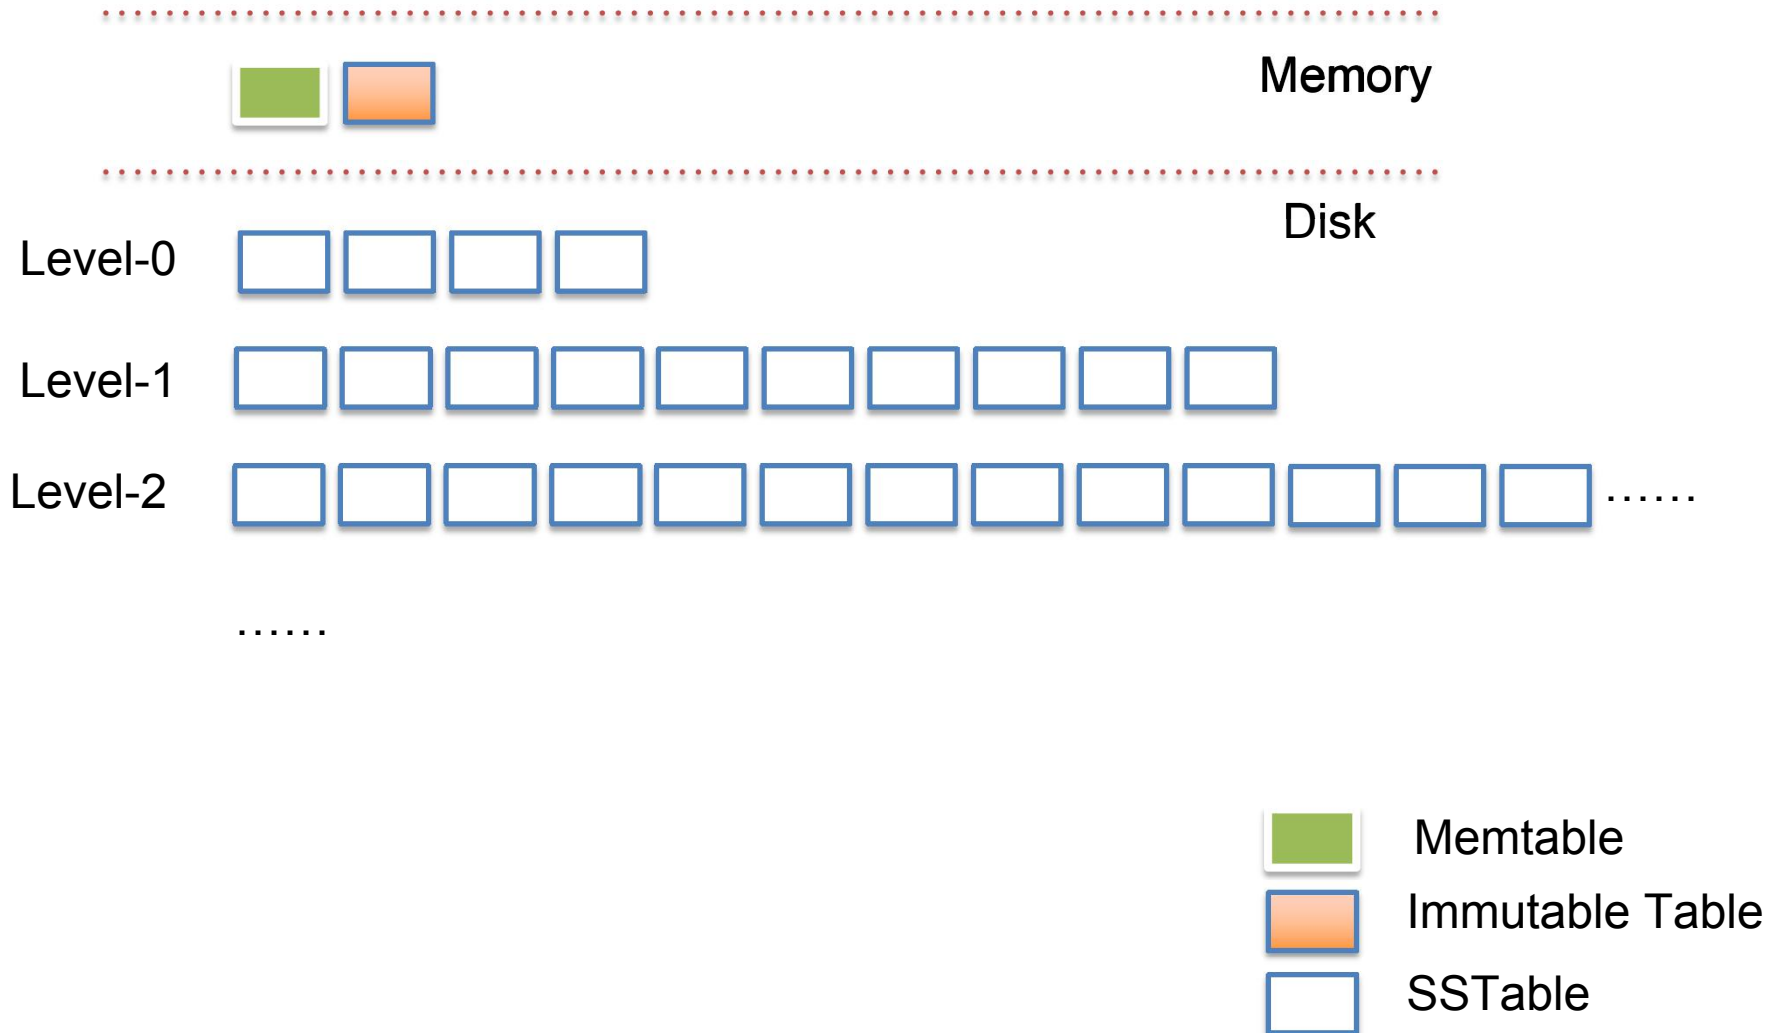 Memory
Disk
Level-0
Level-1
Level-2
......
......
Memtable
Immutable Table
SSTable